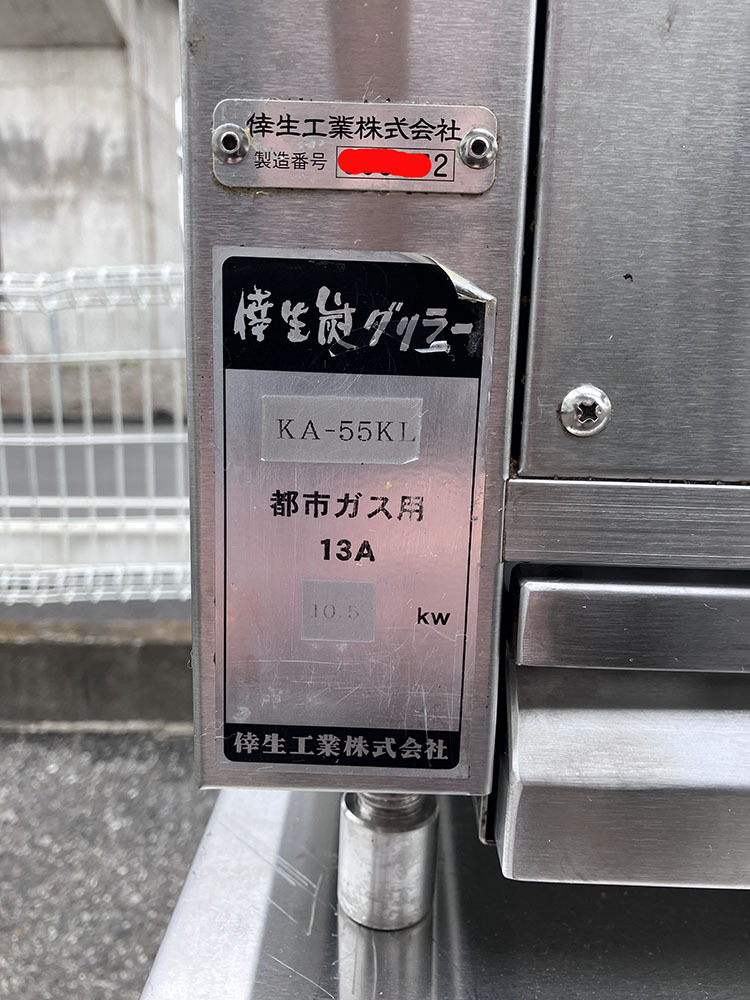 倖生工業株式会社
製造番号 2
倖生炭グリラー
KA-55KL
都市ガス用
13A
10.5 kw
倖生工業株式会社